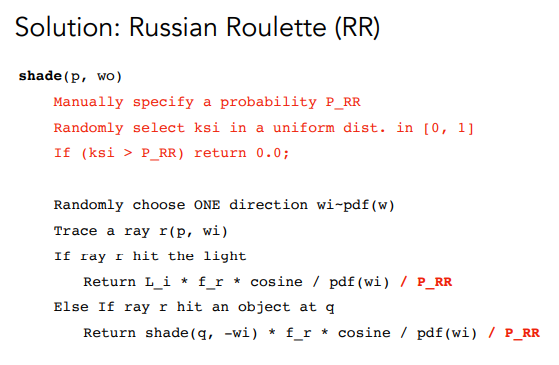 Solution: Russian Roulette (RR)
shade(p, wo)
Manually specify a probability P_RR
Randomly select ksi in a uniform dist. in [0, 1]
If (ksi > P_RR) return 0.0;
Randomly choose ONE direction wi~pdf(w)
Trace a ray r(p, wi)
If ray r hit the light
Return L_i * f_r * cosine / pdf(wi) / P_RR
Else If ray r hit an object at q
Return shade(q, -wi) * f_r * cosine / pdf(wi) / P_RR